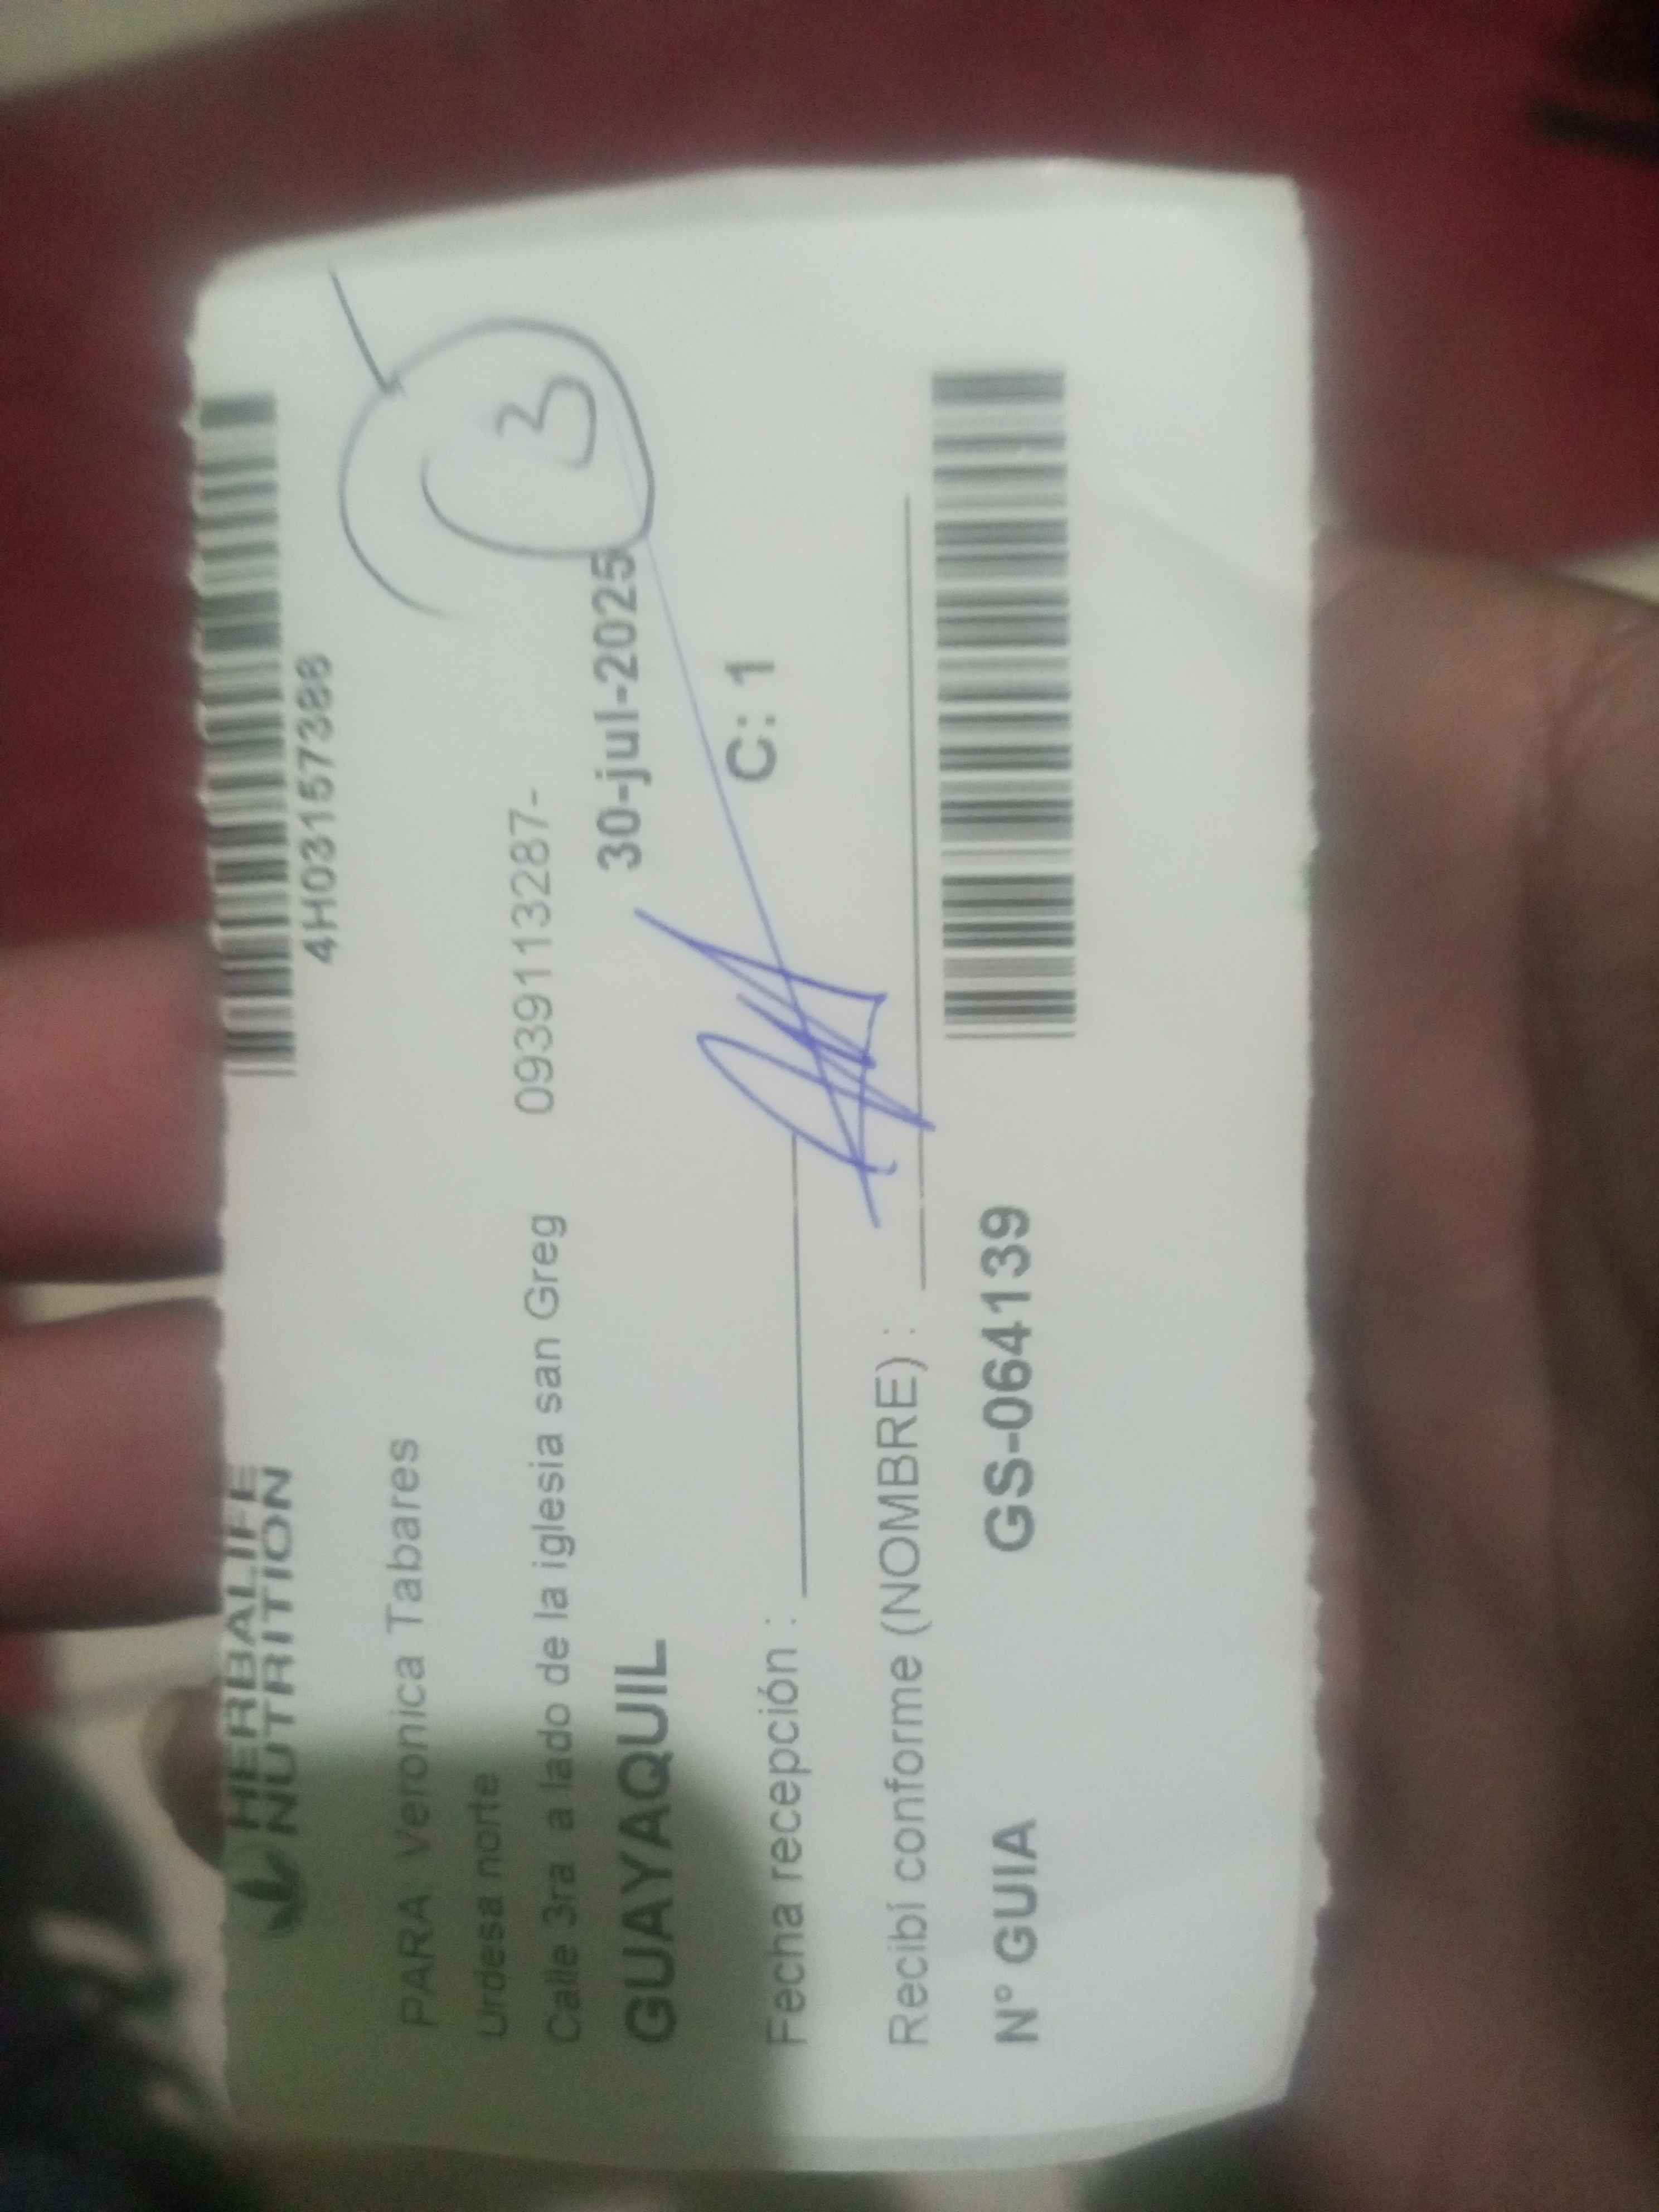 HERBALIFE
NUTRITION
4H03157386
PARA: Veronica Tabares
Urdesa norte
Calle 3ra a lado de la iglesia san Greg 0939113287-
GUAYAQUIL 30-jul-2025
3
C: 1
Fecha recepción :
Recibí conforme (NOMBRE) :
N° GUIA GS-064139